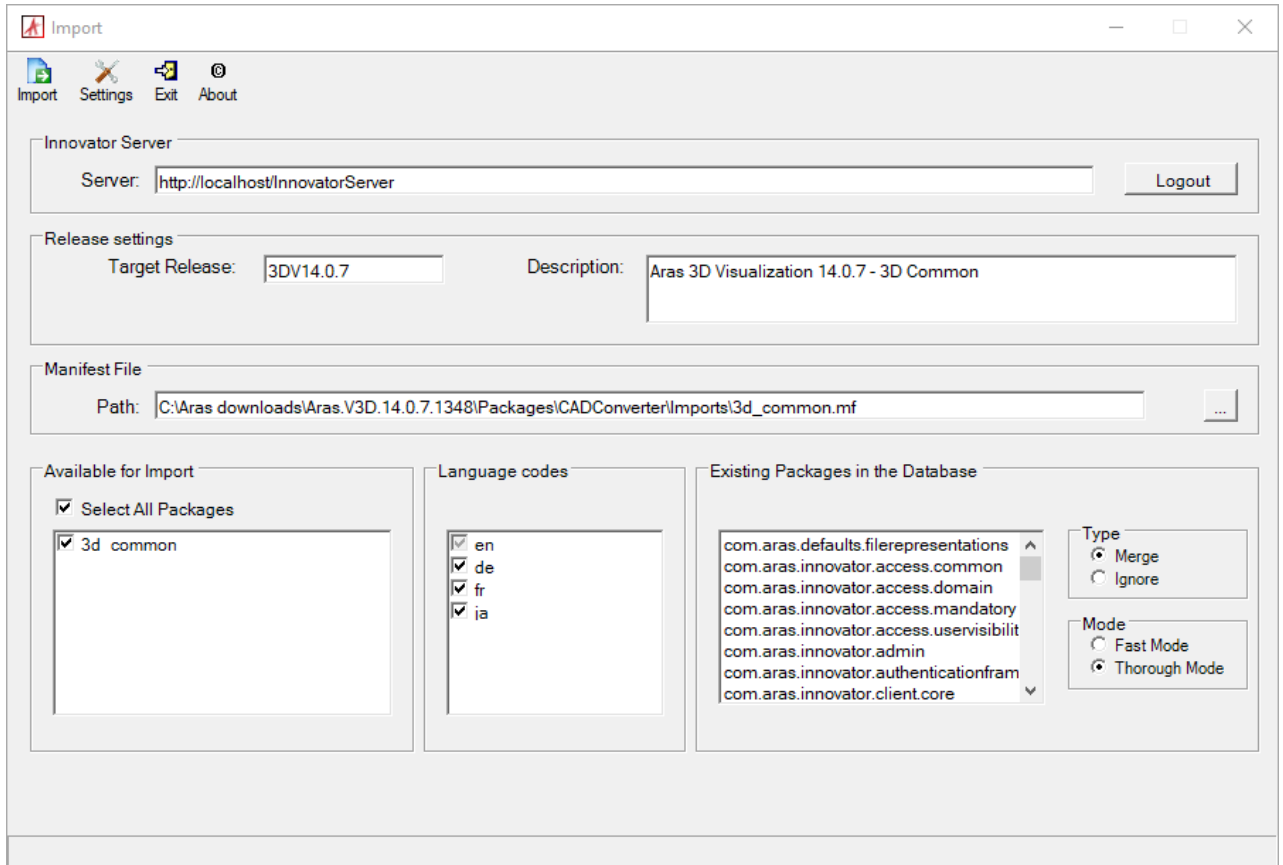 Import
Import Settings Exit About
Innovator Server
Server: http://localhost/InnovatorServer Logout
Release settings
Target Release: 3DV14.0.7 Description: Aras 3D Visualization 14.0.7 - 3D Common
Manifest File
Path: C:\Aras downloads\Aras.V3D.14.0.7.1348\Packages\CADConverter\Imports\3d_common.mf ...
Available for Import
Select All Packages
3d common
Language codes
en
de
fr
ja
Existing Packages in the Database
com.aras.defaults.filerepresentations
com.aras.innovator.access.common
com.aras.innovator.access.domain
com.aras.innovator.access.mandatory
com.aras.innovator.access.uservisibilit
com.aras.innovator.admin
com.aras.innovator.authenticationfram
com.aras.innovator.client.core
Type
Merge
Ignore
Mode
Fast Mode
Thorough Mode